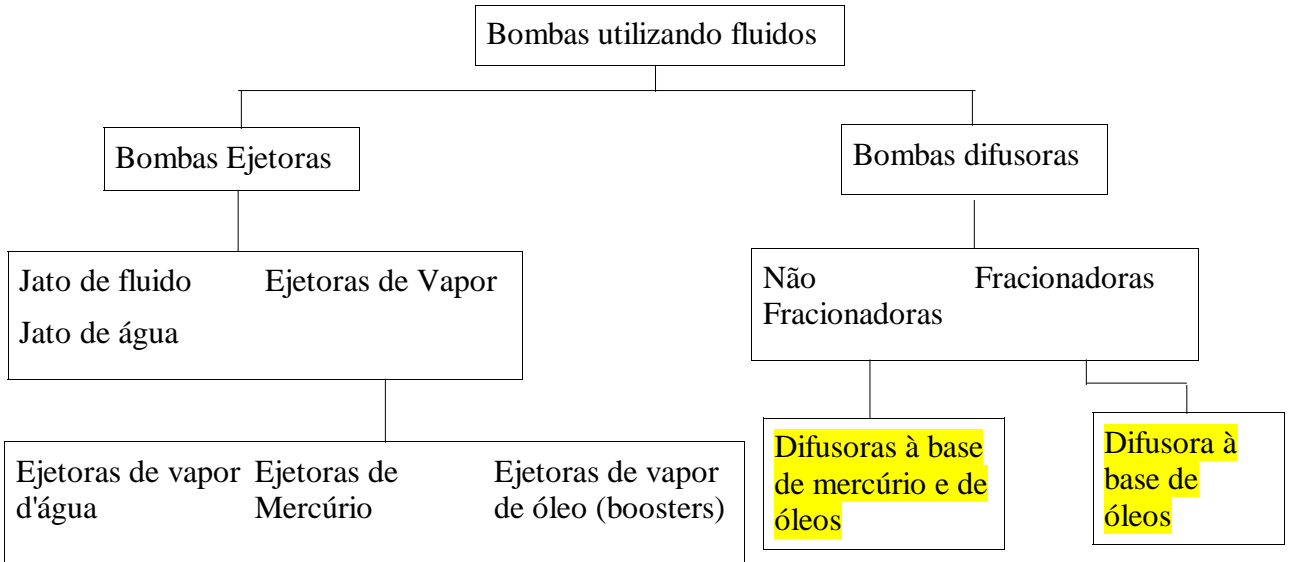 Bombas utilizando fluidos
Bombas Ejetoras
Bombas difusoras
Jato de fluido
Ejetoras de Vapor
Jato de água
Não
Fracionadoras
Fracionadoras
Ejetoras de vapor
d'água
Ejetoras de
Mercúrio
Ejetoras de vapor
de óleo (boosters)
Difusoras à base
de mercúrio e de
óleos
Difusora à
base de
óleos